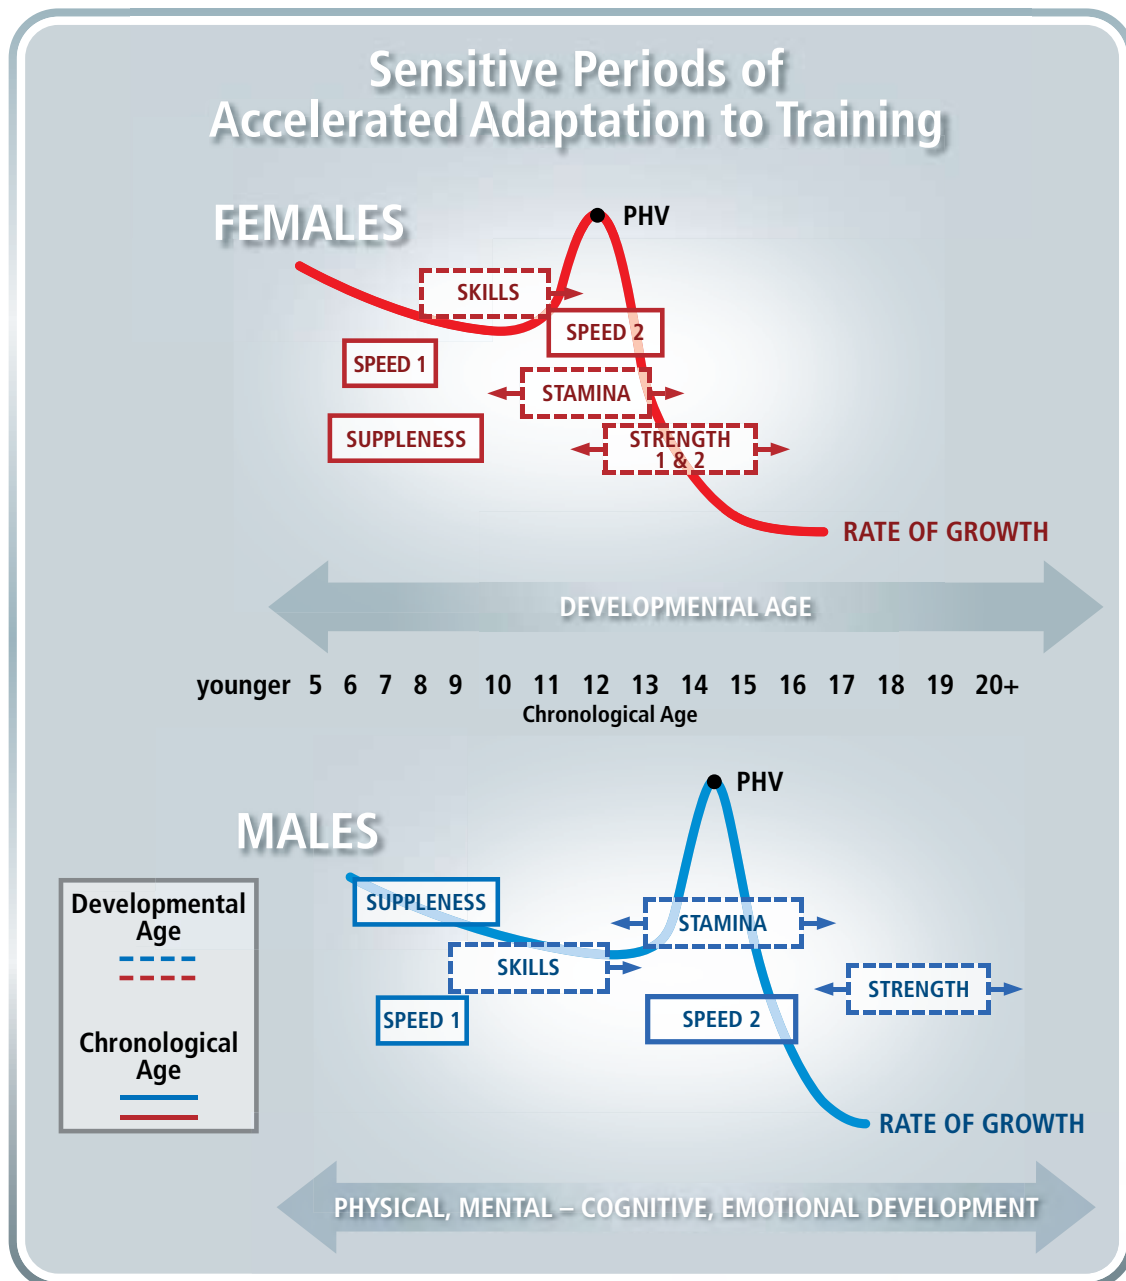 Sensitive Periods of
Accelerated Adaptation to Training
FEMALES
PHV
SKILLS
SPEED 2
SPEED 1
STAMINA
SUPPLENESS
STRENGTH
1 & 2
RATE OF GROWTH
DEVELOPMENTAL AGE
younger 5 6 7 8 9 10 11 12 13 14 15 16 17 18 19 20+
Chronological Age
PHV
MALES
Developmental
Age
Chronological
Age
SUPPLENESS
STAMINA
SKILLS
STRENGTH
SPEED 1
SPEED 2
RATE OF GROWTH
PHYSICAL, MENTAL – COGNITIVE, EMOTIONAL DEVELOPMENT